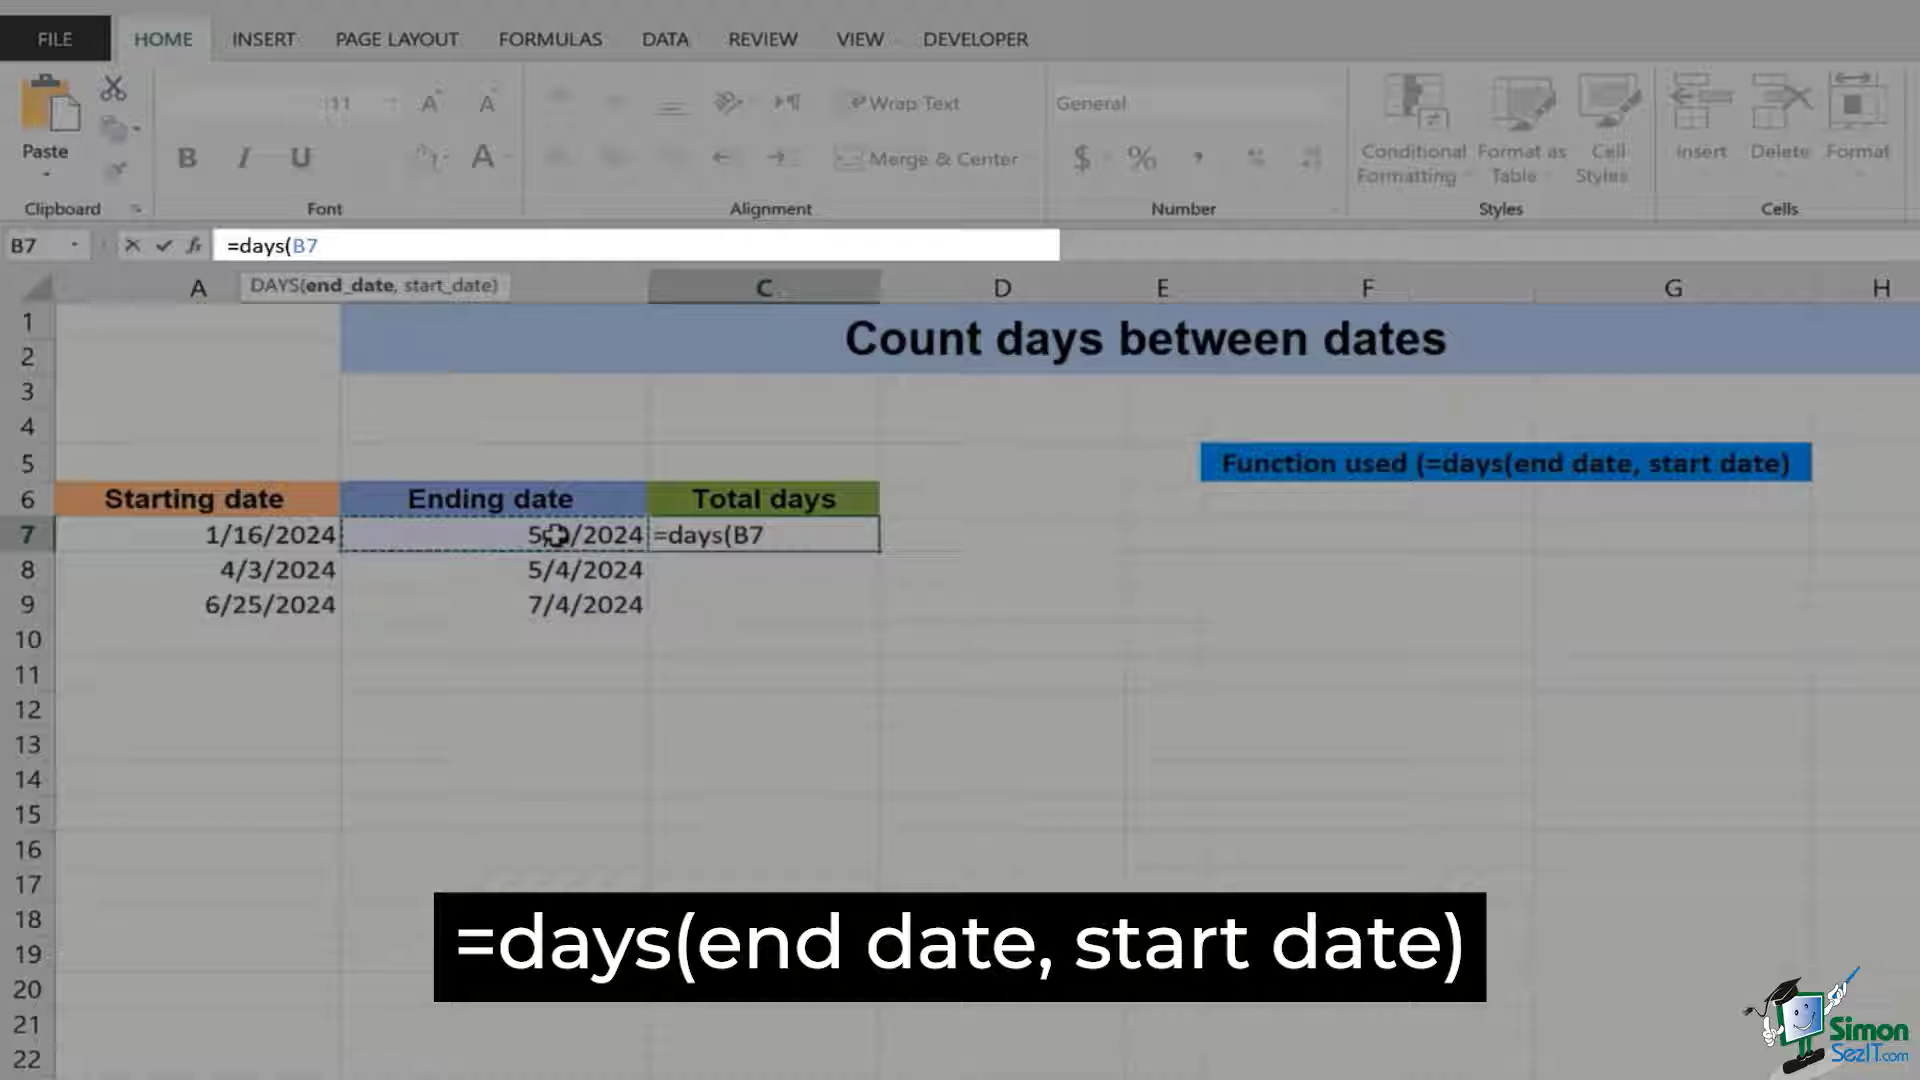 FILE HOME INSERT PAGE LAYOUT FORMULAS DATA REVIEW VIEW DEVELOPER
11 A A Wrap Text General
Paste B I U A Merge & Center $ % , Conditional Formatting Format as Table Cell Styles Insert Delete Format
Clipboard Font Alignment Number Styles Cells
B7 fx =days(B7
DAYS(end_date, start_date)
A C D E F G H
1 Count days between dates
2
3
4
5 Function used (=days(end date, start date)
6 Starting date Ending date Total days
7 1/16/2024 /2024 =days(B7
8 4/3/2024 5/4/2024
9 6/25/2024 7/4/2024
10
11
12
13
14
15
16
17
18
19
20
21
22
=days(end date, start date)
Simon
SezIT.com